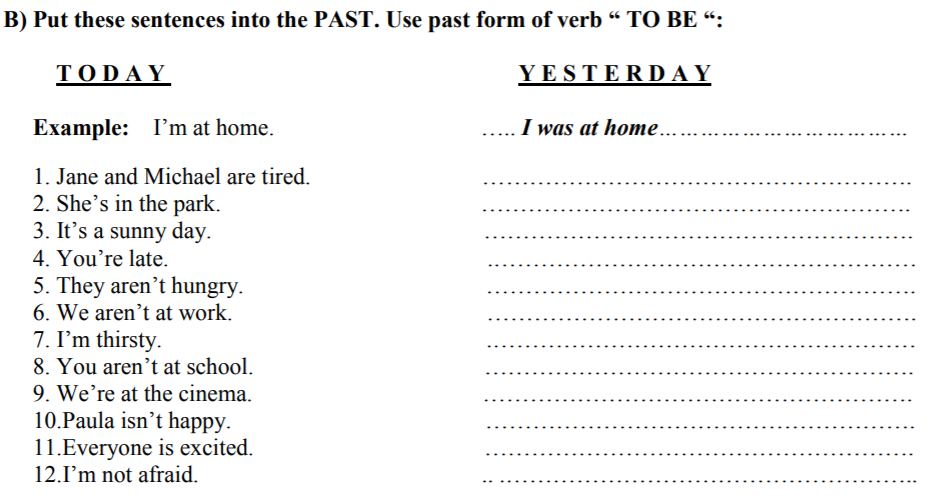 B) Put these sentences into the PAST. Use past form of verb “ TO BE “:
T O D A Y Y E S T E R D A Y
Example: I’m at home. ….. I was at home………………………………
1. Jane and Michael are tired. ……………………………………………….
2. She’s in the park. ……………………………………………….
3. It’s a sunny day. ……………………………………………….
4. You’re late. ……………………………………………….
5. They aren’t hungry. ……………………………………………….
6. We aren’t at work. ……………………………………………….
7. I’m thirsty. ……………………………………………….
8. You aren’t at school. ……………………………………………….
9. We’re at the cinema. ……………………………………………….
10.Paula isn’t happy. ……………………………………………….
11.Everyone is excited. ……………………………………………….
12.I’m not afraid. .. ……………………………………………..